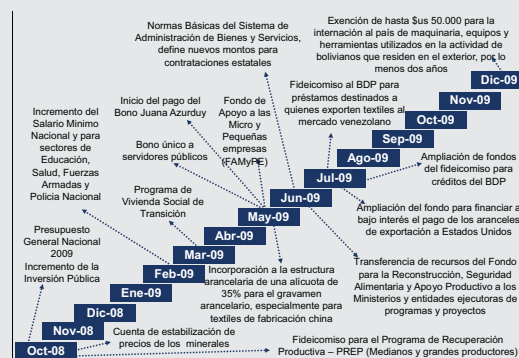 Normas Básicas del Sistema de
Administración de Bienes y Servicios,
define nuevos montos para
contrataciones estatales
Exención de hasta $us 50.000 para la
internación al país de maquinaria, equipos y
herramientas utilizados en la actividad de
bolivianos que residen en el exterior, por lo
menos dos años
Dic-09
Nov-09
Oct-09
Sep-09
Ago-09
Jul-09
Jun-09
May-09
Abr-09
Mar-09
Feb-09
Ene-09
Dic-08
Nov-08
Oct-08
Fideicomiso al BDP para
préstamos destinados a
quienes exporten textiles al
mercado venezolano
Inicio del pago del
Bono Juana Azurduy
Fondo de
Apoyo a las
Micro y
Pequeñas
empresas
(FAMyPE)
Bono único a
servidores públicos
Incremento del
Salario Minimo
Nacional y para
sectores de
Educación,
Salud, Fuerzas
Armadas y
Policia Nacional
Programa de
Vivienda Social de
Transición
Presupuesto
General Nacional
2009
Incremento de la
Inversión Pública
Ampliación de fondos
del fideicomiso para
créditos del BDP
Ampliación del fondo para financiar a
bajo interés el pago de los aranceles
de exportación a Estados Unidos
Transferencia de recursos del Fondo
para la Reconstrucción, Seguridad
Alimentaria y Apoyo Productivo a los
Ministerios y entidades ejecutoras de
programas y proyectos
Incorporación a la estructura
arancelaria de una alícuota de
35% para el gravamen
arancelario, especialmente para
textiles de fabricación china
Cuenta de estabilización de
precios de los minerales
Fideicomiso para el Programa de Recuperación
Productiva – PREP (Medianos y grandes productores)